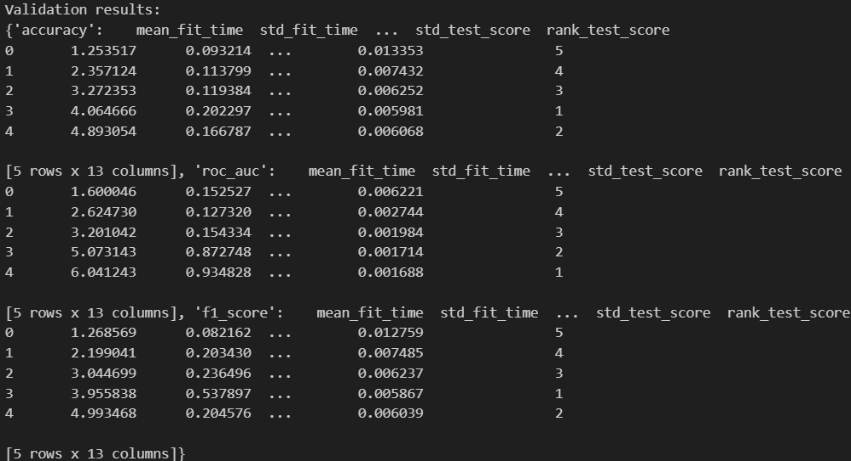 Validation results:
{'accuracy':    mean_fit_time  std_fit_time  ...  std_test_score  rank_test_score
0       1.253517      0.093214  ...        0.013353                5
1       2.357124      0.113799  ...        0.007432                4
2       3.272353      0.119384  ...        0.006252                3
3       4.064666      0.202297  ...        0.005981                1
4       4.893054      0.166787  ...        0.006068                2
[5 rows x 13 columns], 'roc_auc':    mean_fit_time  std_fit_time  ...  std_test_score  rank_test_score
0       1.600046      0.152527  ...        0.006221                5
1       2.624730      0.127320  ...        0.002744                4
2       3.201042      0.154334  ...        0.001984                3
3       5.073143      0.872748  ...        0.001714                2
4       6.041243      0.934828  ...        0.001688                1
[5 rows x 13 columns], 'f1_score':    mean_fit_time  std_fit_time  ...  std_test_score  rank_test_score
0       1.268569      0.082162  ...        0.012759                5
1       2.199041      0.203430  ...        0.007485                4
2       3.044699      0.236496  ...        0.006237                3
3       3.955838      0.537897  ...        0.005867                1
4       4.993468      0.204576  ...        0.006039                2
[5 rows x 13 columns]}